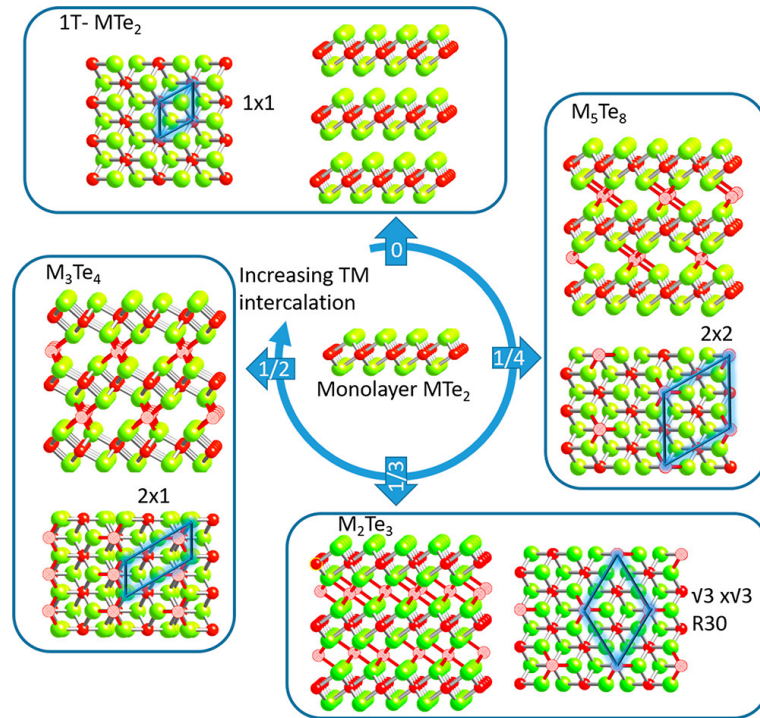 1T- MTe₂
1x1
M₅Te₈
2x2
0
Increasing TM
intercalation
M₃Te₄
2x1
1/2
Monolayer MTe₂
1/4
1/3
M₂Te₃
√3 x√3
R30